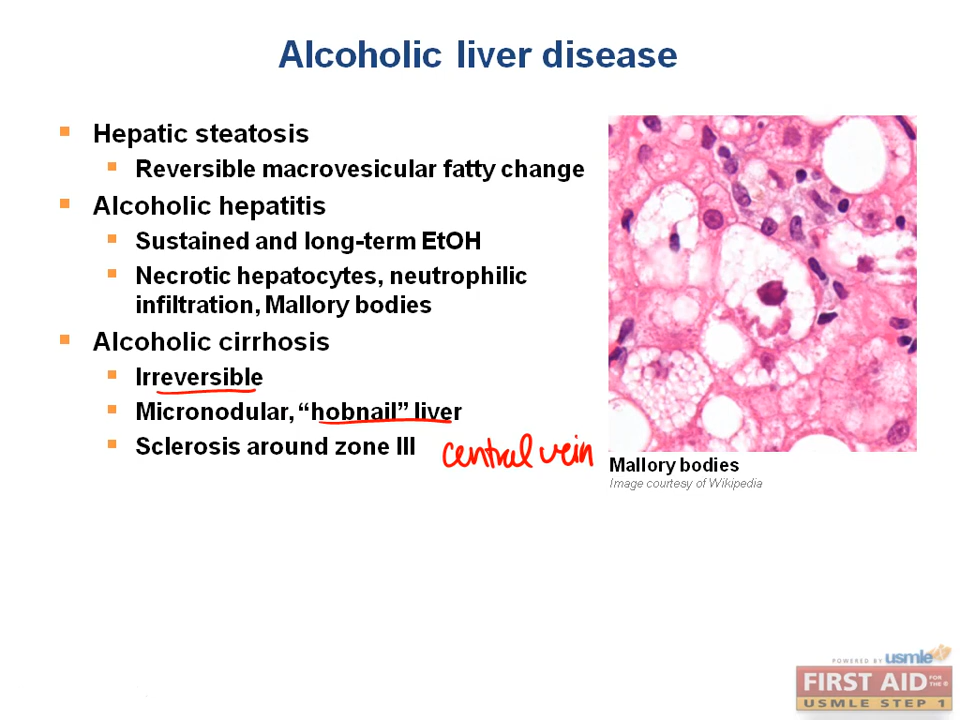 Alcoholic liver disease
Hepatic steatosis
Reversible macrovesicular fatty change
Alcoholic hepatitis
Sustained and long-term EtOH
Necrotic hepatocytes, neutrophilic
infiltration, Mallory bodies
Alcoholic cirrhosis
Irreversible
Micronodular, “hobnail” liver
Sclerosis around zone III
central vein
Mallory bodies
Image courtesy of Wikipedia
POWERED BY usmle
FIRST AID FOR THE ®
USMLE STEP 1